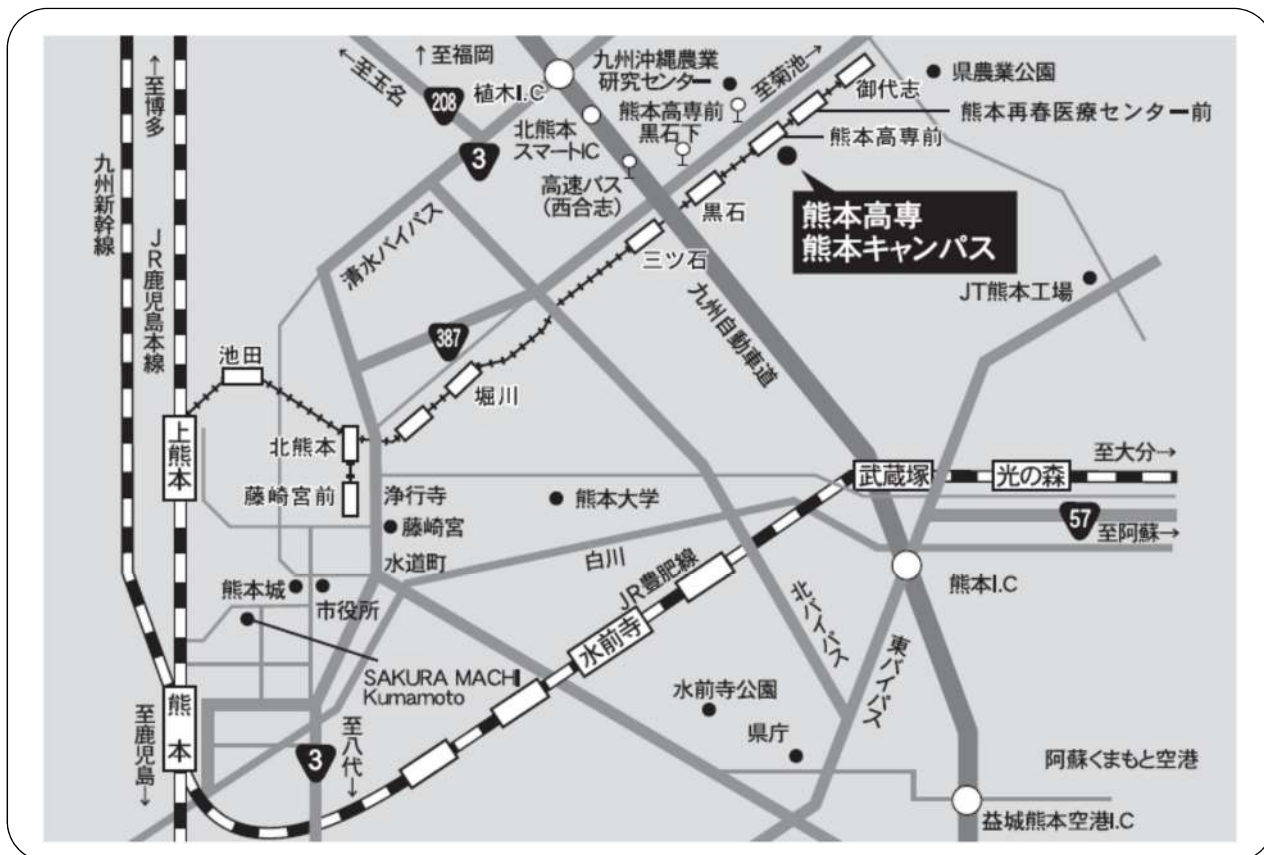 ←至玉名
↑至福岡
208
植木I.C
3
北熊本
スマートIC
九州沖縄農業
研究センター
熊本高専前
黒石下
至菊池→
御代志
県農業公園
熊本再春医療センター前
熊本高専前
高速バス
(西合志)
黒石
三ツ石
熊本高専
熊本キャンパス
JT熊本工場
↑至博多
九州新幹線
JR鹿児島本線
清水バイパス
387
九州自動車道
池田
堀川
上熊本
北熊本
藤崎宮前
浄行寺
藤崎宮
水道町
熊本大学
白川
武蔵塚
光の森
至大分→
57
至阿蘇→
熊本I.C
熊本城
市役所
SAKURA MACHI
Kumamoto
JR豊肥線
水前寺
北バイパス
東バイパス
水前寺公園
県庁
熊本
至鹿児島→
3
至八代→
阿蘇くまもと空港
益城熊本空港I.C